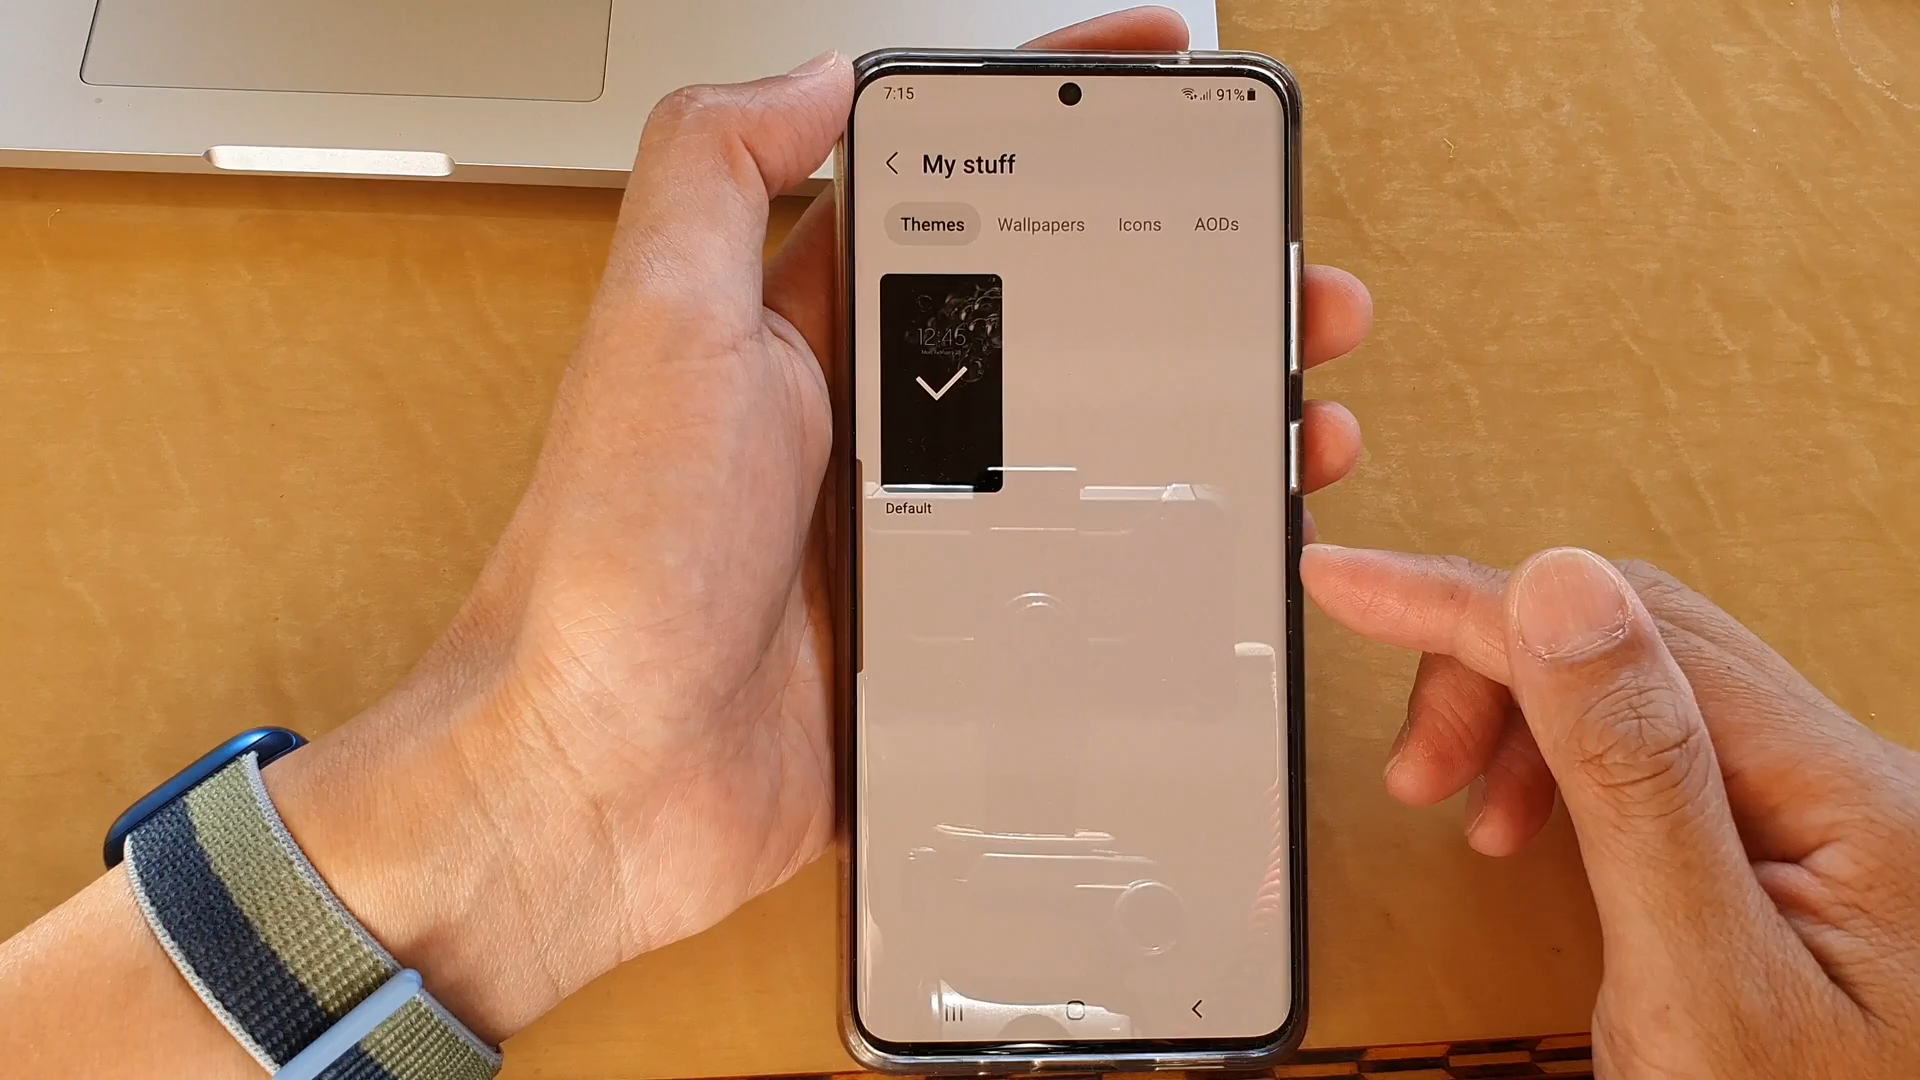 7:15 91%
My stuff
Themes Wallpapers Icons AODs
12:45
Default